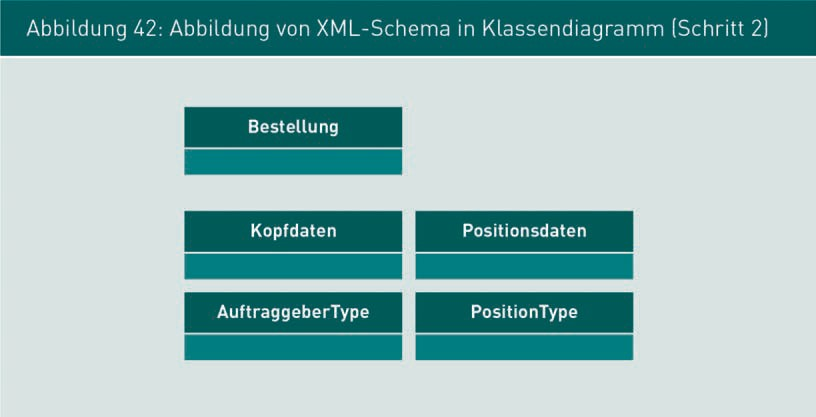 Abbildung 42: Abbildung von XML-Schema in Klassendiagramm (Schritt 2)
Bestellung
Kopfdaten
Positionsdaten
AuftraggeberType
PositionType